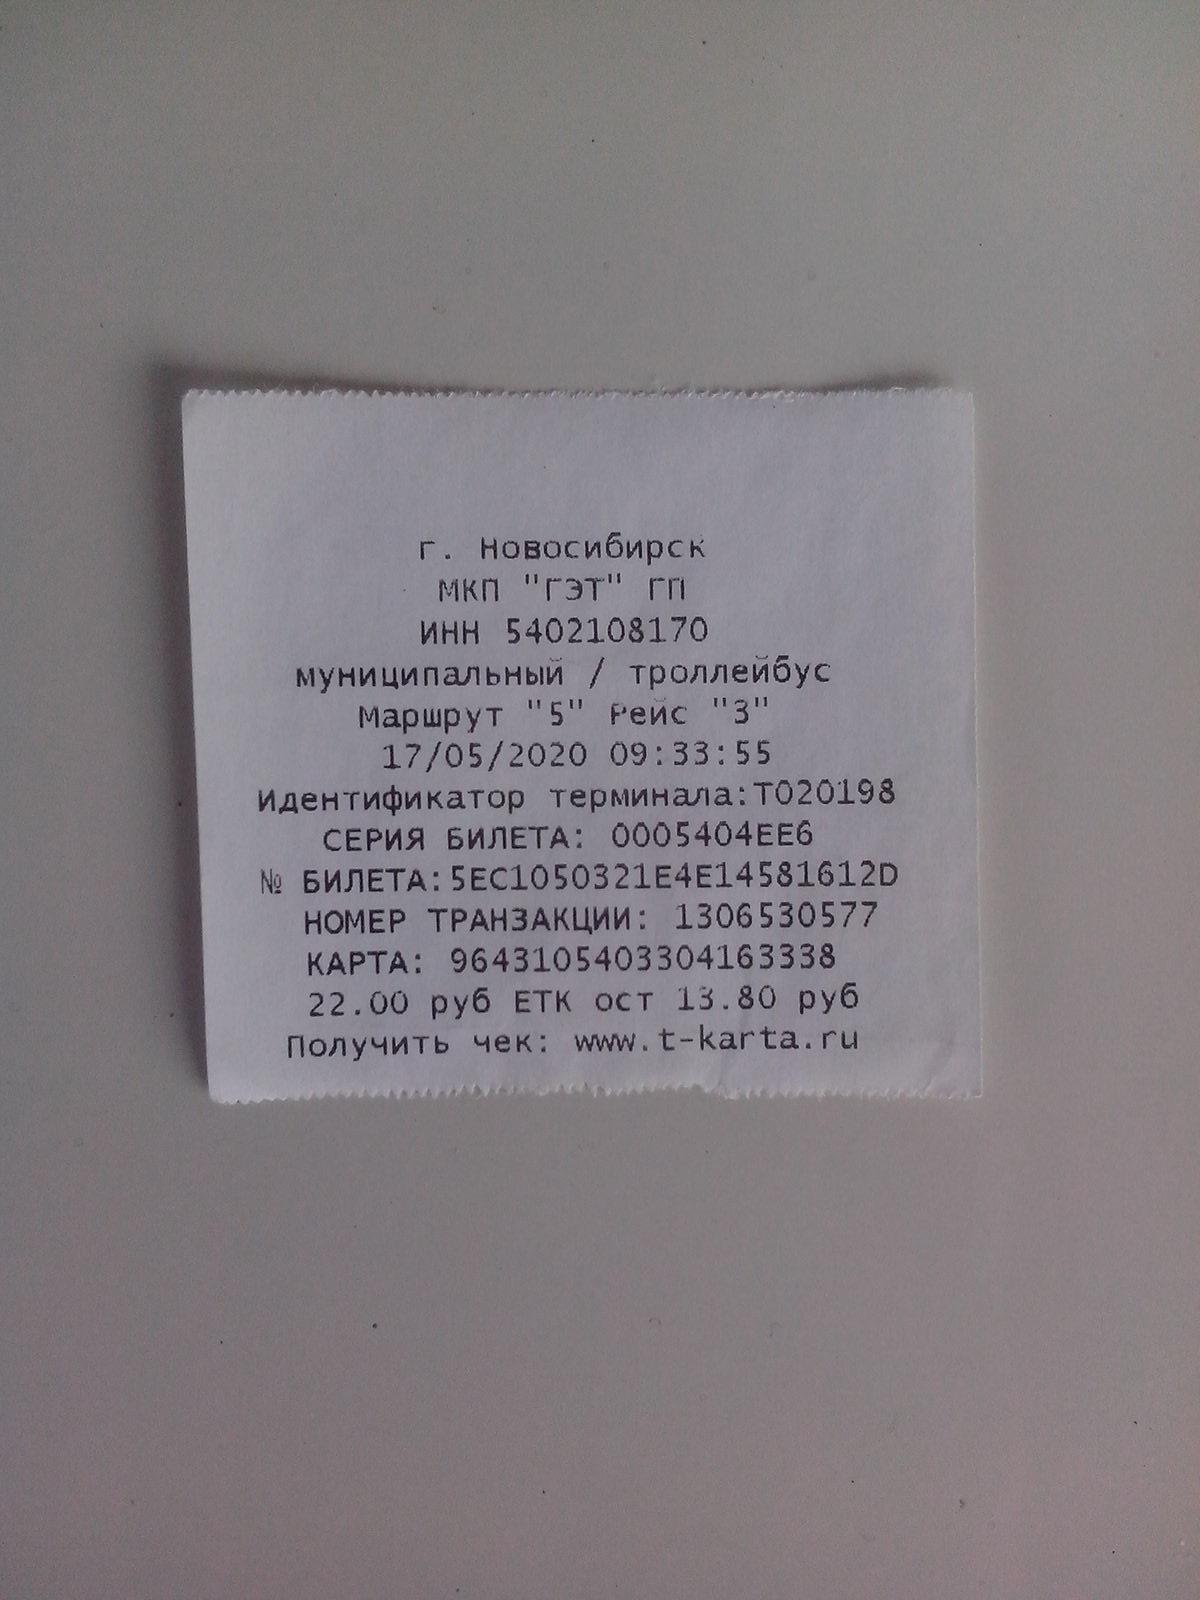 г. Новосибирск
МКП "ГЭТ" ГП
ИНН 5402108170
муниципальный / троллейбус
Маршрут "5" Рейс "3"
17/05/2020 09:33:55
Идентификатор терминала:T020198
СЕРИЯ БИЛЕТА: 0005404EE6
№ БИЛЕТА:5EC1050321E4E14581612D
НОМЕР ТРАНЗАКЦИИ: 1306530577
КАРТА: 9643105403304163338
22.00 руб ЕТК ост 13.80 руб
Получить чек: www.t-karta.ru